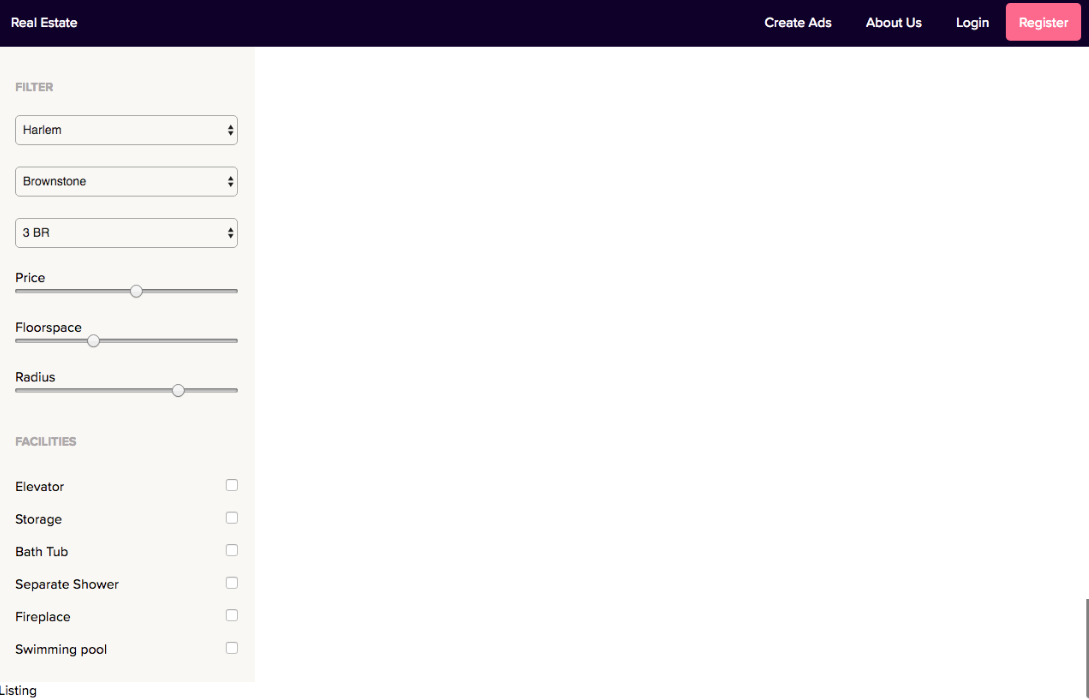 Real Estate
Create Ads
About Us
Login
Register
FILTER
Harlem
Brownstone
3 BR
Price
Floorspace
Radius
FACILITIES
Elevator
Storage
Bath Tub
Separate Shower
Fireplace
Swimming pool
Listing